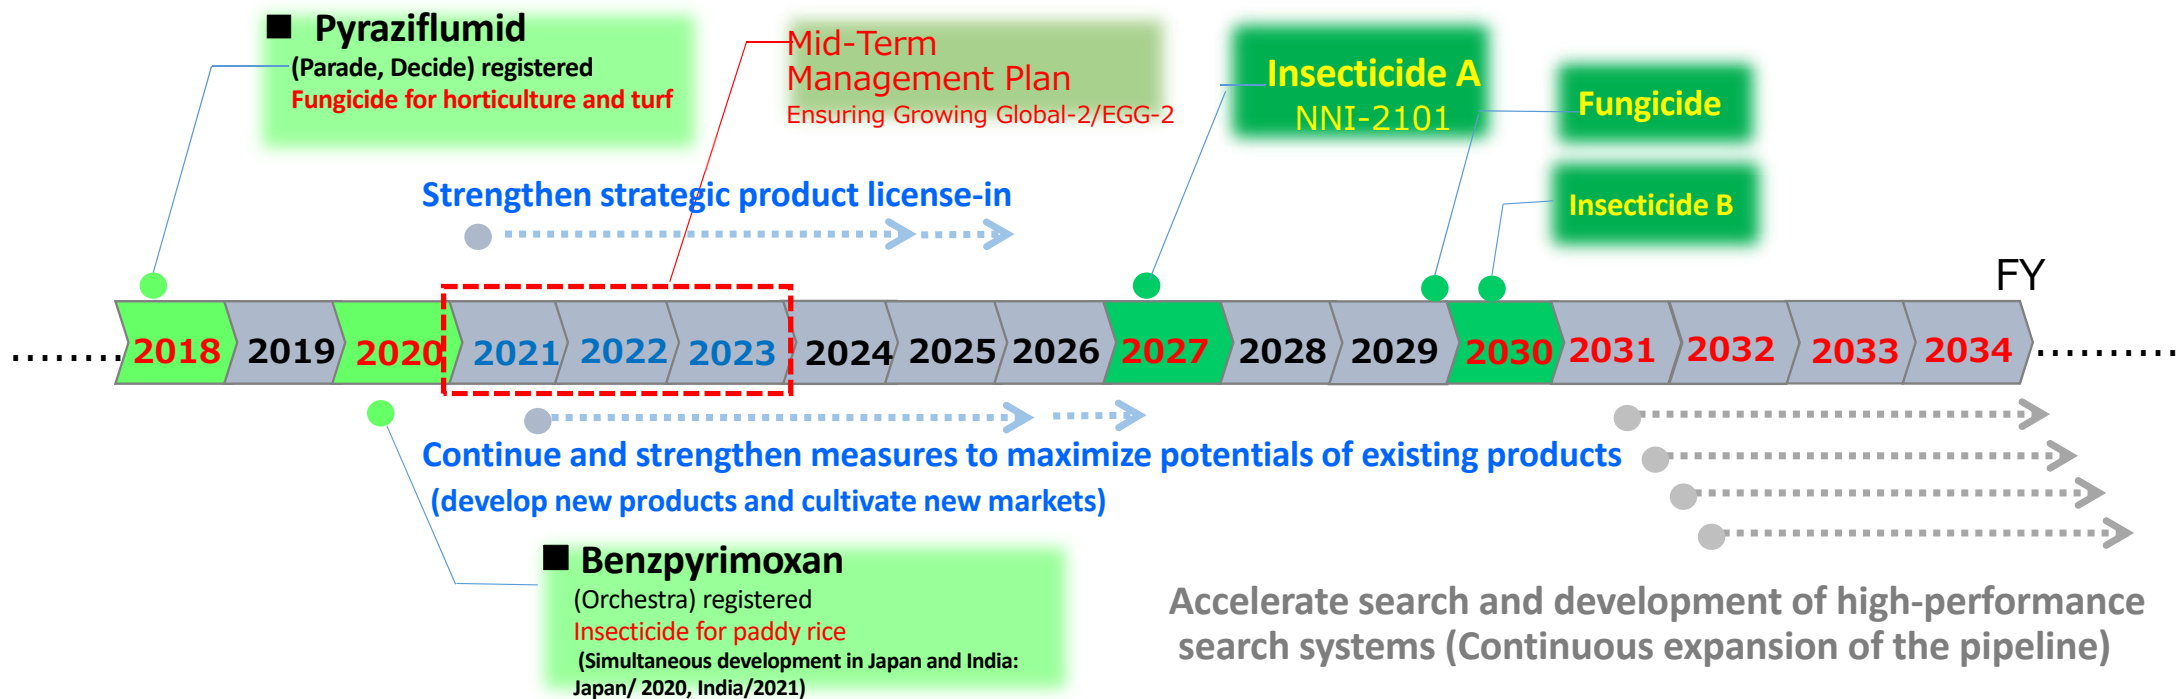 ■ Pyraziflumid
(Parade, Decide) registered
Fungicide for horticulture and turf
Mid-Term
Management Plan
Ensuring Growing Global-2/EGG-2
Insecticide A
NNI-2101
Fungicide
Insecticide B
Strengthen strategic product license-in
FY
........ 2018 2019 2020 2021 2022 2023 2024 2025 2026 2027 2028 2029 2030 2031 2032 2033 2034 ..........
Continue and strengthen measures to maximize potentials of existing products
(develop new products and cultivate new markets)
■ Benzpyrimoxan
(Orchestra) registered
Insecticide for paddy rice
(Simultaneous development in Japan and India:
Japan/ 2020, India/2021)
Accelerate search and development of high-performance
search systems (Continuous expansion of the pipeline)